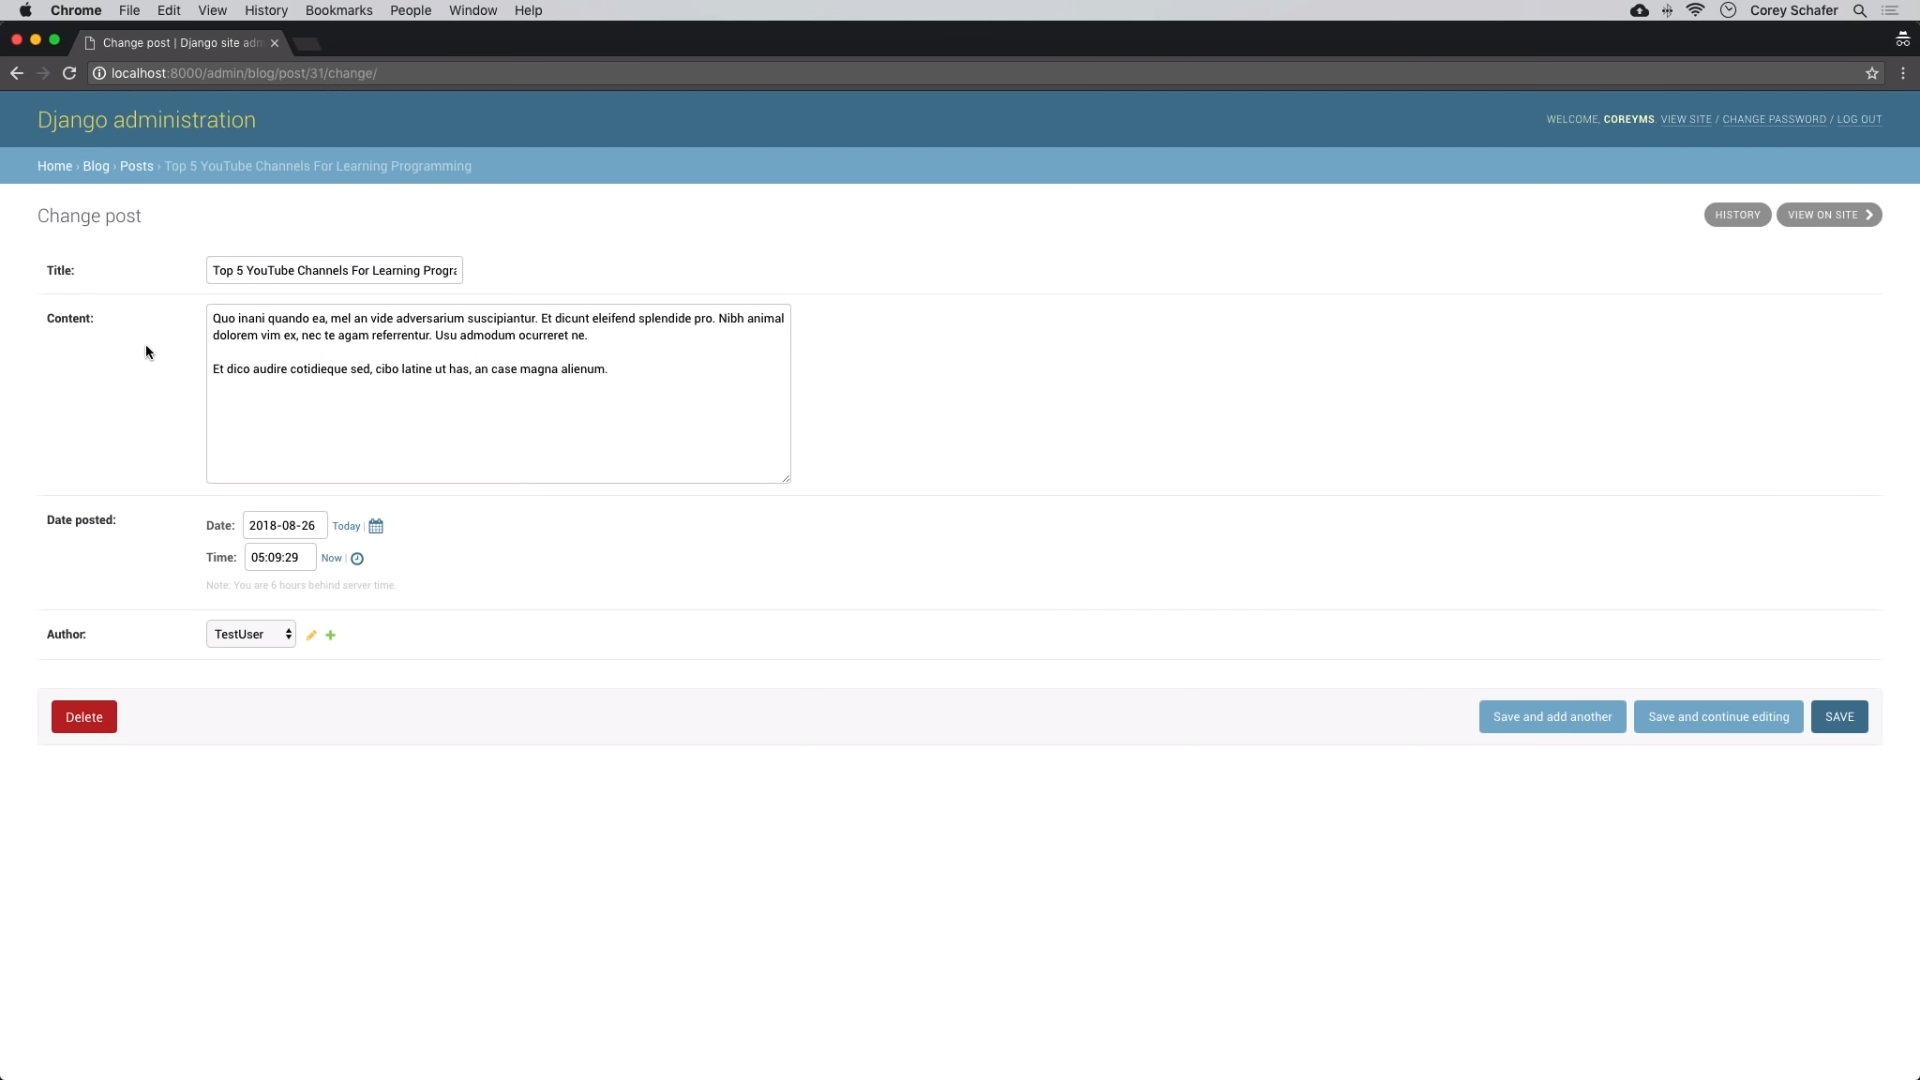 Chrome File Edit View History Bookmarks People Window Help Corey Schafer
Change post | Django site adm
localhost:8000/admin/blog/post/31/change/
Django administration WELCOME, COREYMS. VIEW SITE / CHANGE PASSWORD / LOG OUT
Home › Blog › Posts › Top 5 YouTube Channels For Learning Programming
Change post HISTORY VIEW ON SITE
Title: Top 5 YouTube Channels For Learning Progra
Content: Quo inani quando ea, mel an vide adversarium suscipiantur. Et dicunt eleifend splendide pro. Nibh animal
dolorem vim ex, nec te agam referrentur. Usu admodum ocurreret ne.
Et dico audire cotidieque sed, cibo latine ut has, an case magna alienum.
Date posted: Date: 2018-08-26 Today |
Time: 05:09:29 Now |
Note: You are 6 hours behind server time.
Author: TestUser
Delete Save and add another Save and continue editing SAVE